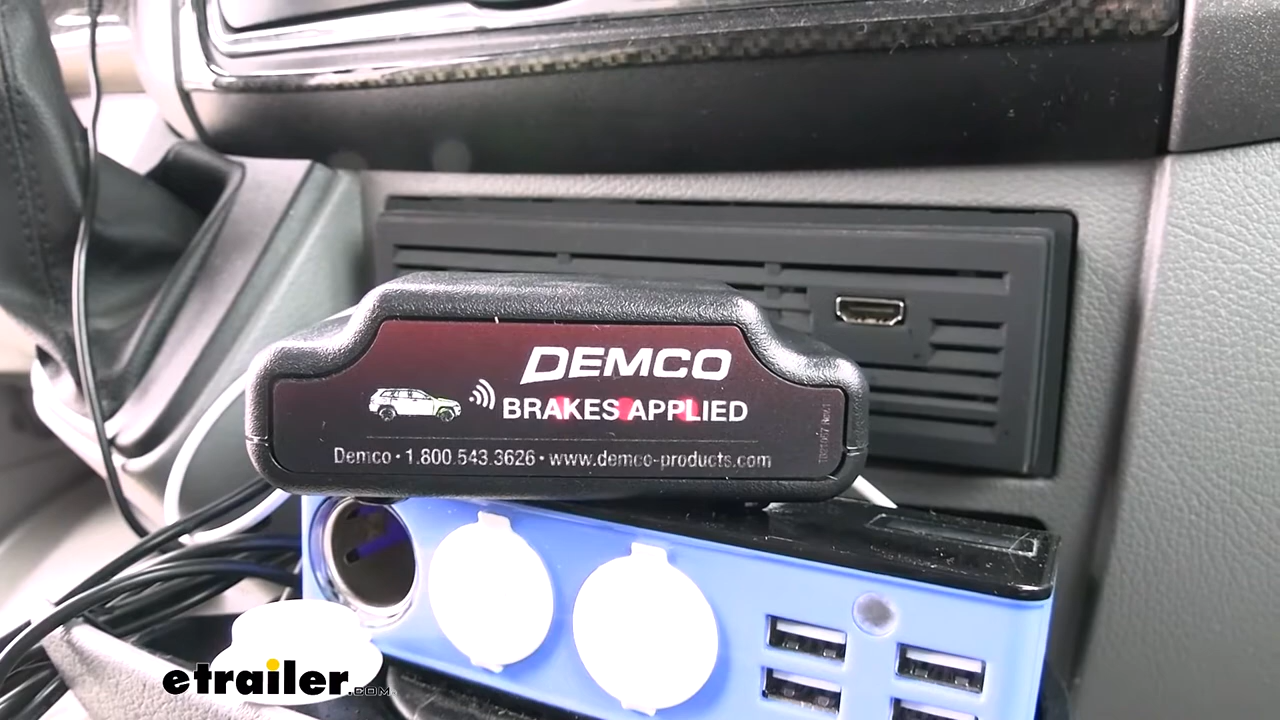 DEMCO
BRAKES APPLIED
Demco • 1.800.543.3626 • www.demco-products.com
etrailer.com